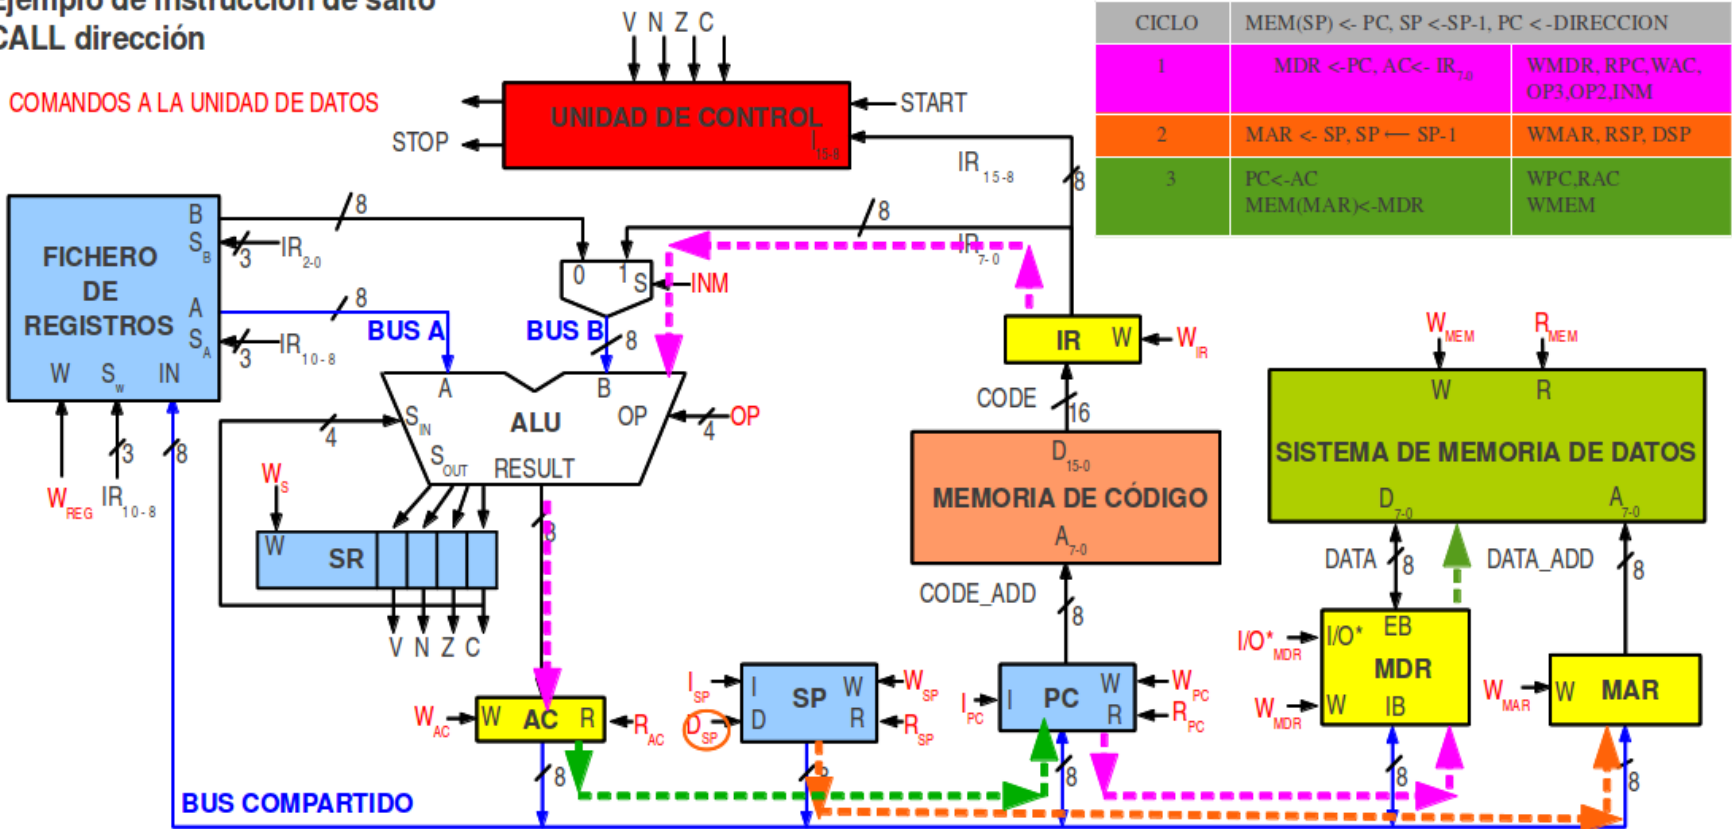 Ejemplo de instrucción de salto
CALL dirección
COMANDOS A LA UNIDAD DE DATOS
V N Z C
UNIDAD DE CONTROL
I15-8
START
STOP
IR15-8
8
CICLO MEM(SP) <- PC, SP <-SP-1, PC < -DIRECCION
1 MDR <-PC, AC<- IR7-0 WMDR, RPC,WAC,
OP3,OP2,INM
2 MAR <- SP, SP ⟵ SP-1 WMAR, RSP, DSP
3 PC<-AC WPC,RAC
MEM(MAR)<-MDR WMEM
FICHERO
DE
REGISTROS
B
SB
A
SA
W Sw IN
8
3 IR2-0
8
3 IR10-8
BUS A
BUS B
8
0 1 S
INM
8
IR7-0
IR W
WIR
CODE
16
D15-0
MEMORIA DE CÓDIGO
A7-0
CODE_ADD
8
WREG
IR10-8
3
8
A B
SIN
ALU
OP
4
OP
4
SOUT
RESULT
8
WS
W
SR
V N Z C
WAC
W AC R
RAC
8
ISP
DSP
I SP W
D R
WSP
RSP
8
IPC
I PC W
R
WPC
RPC
8
WMEM RMEM
W R
SISTEMA DE MEMORIA DE DATOS
D7-0 A7-0
DATA
8
DATA_ADD
8
I/O*MDR
I/O* EB
MDR
WMDR
W IB
8
WMAR
W MAR
8
BUS COMPARTIDO